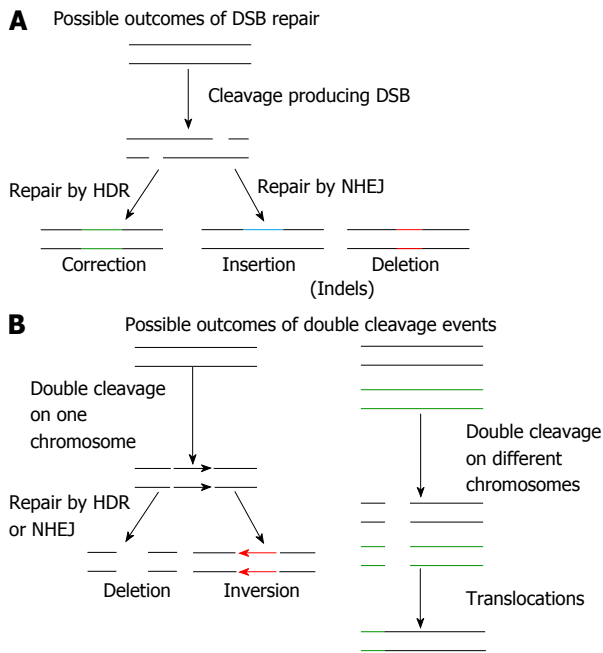 A Possible outcomes of DSB repair
Cleavage producing DSB
Repair by HDR
Repair by NHEJ
Correction
Insertion
Deletion
(Indels)
B Possible outcomes of double cleavage events
Double cleavage
on one
chromosome
Double cleavage
on different
chromosomes
Repair by HDR
or NHEJ
Deletion
Inversion
Translocations